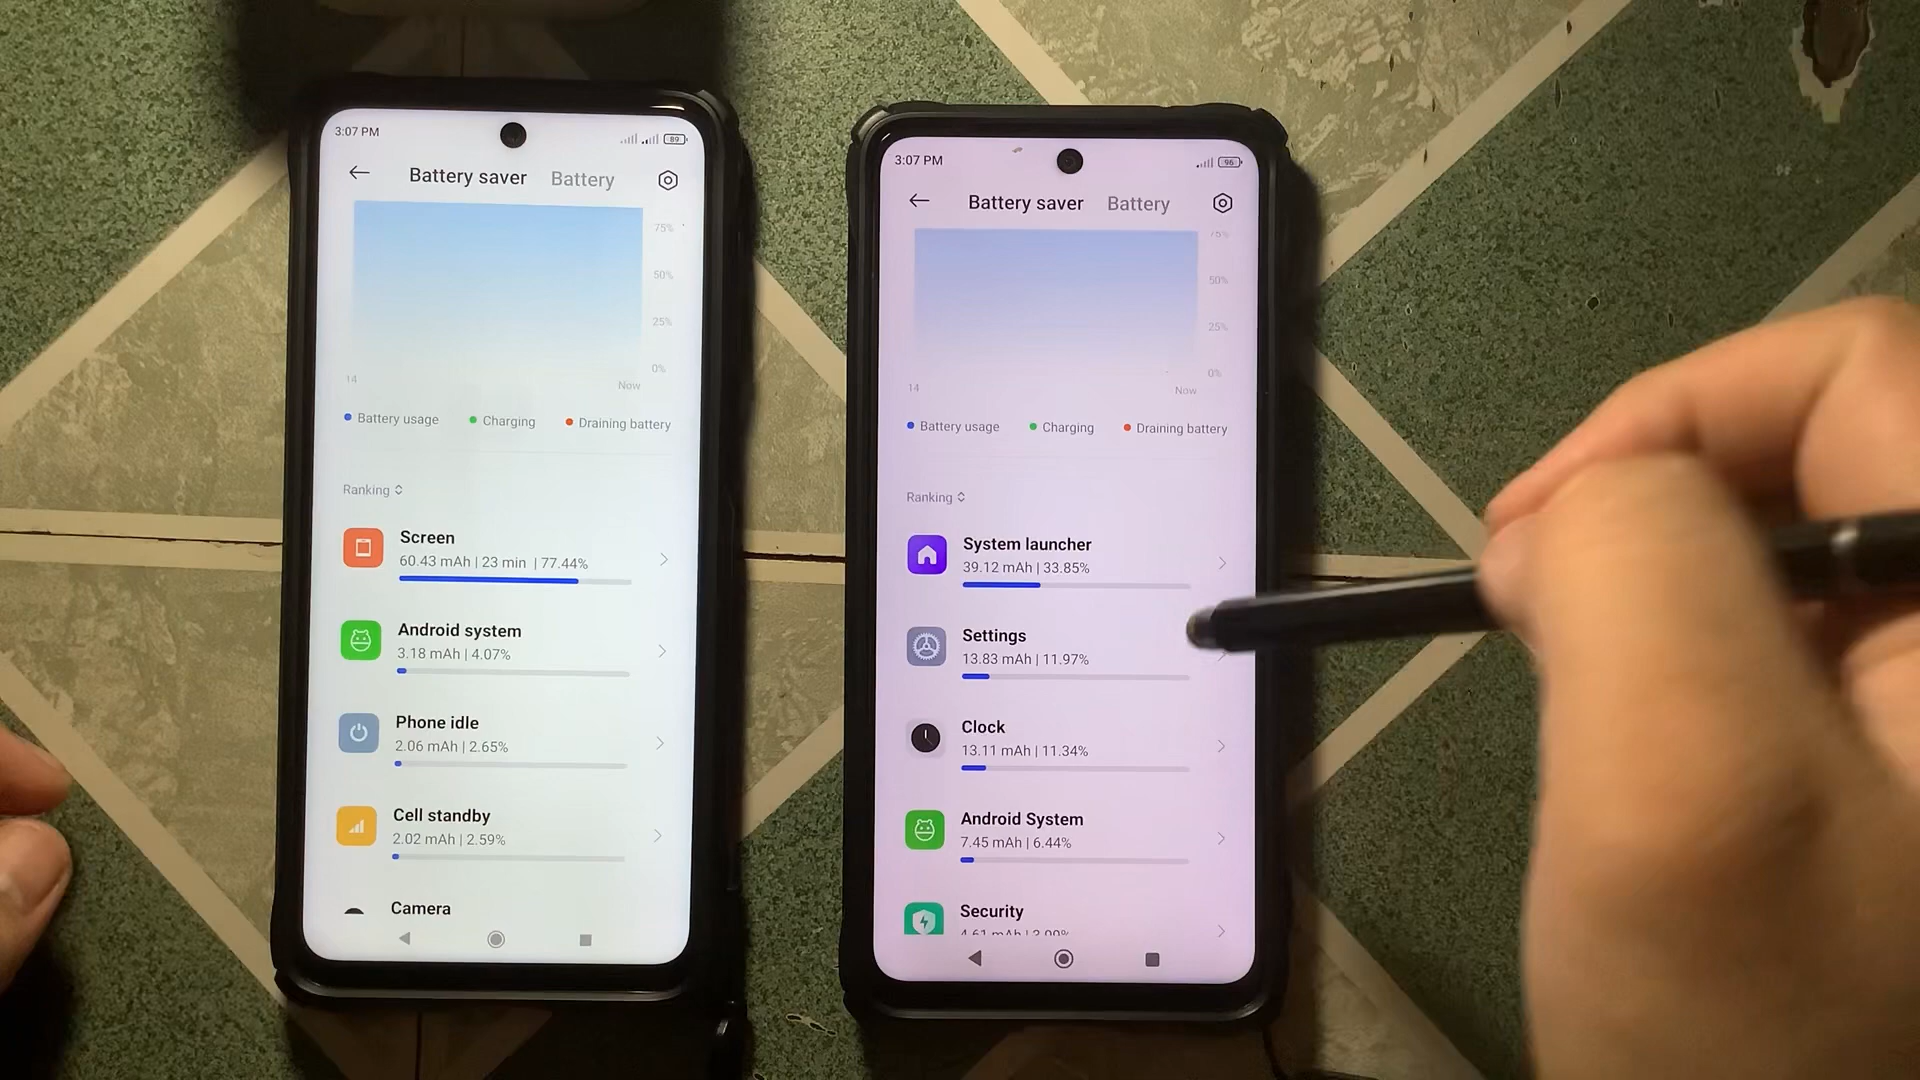 3:07 PM
89
Battery saver Battery
75%
50%
25%
0%
14
Now
Battery usage Charging Draining battery
Ranking
Screen
60.43 mAh | 23 min | 77.44%
Android system
3.18 mAh | 4.07%
Phone idle
2.06 mAh | 2.65%
Cell standby
2.02 mAh | 2.59%
Camera
3:07 PM
96
Battery saver Battery
75%
50%
25%
0%
14
Now
Battery usage Charging Draining battery
Ranking
System launcher
39.12 mAh | 33.85%
Settings
13.83 mAh | 11.97%
Clock
13.11 mAh | 11.34%
Android System
7.45 mAh | 6.44%
Security